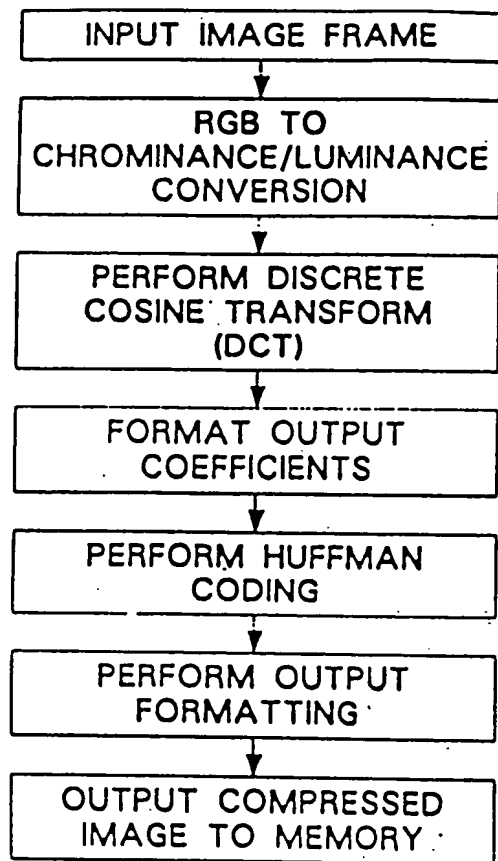 INPUT IMAGE FRAME
RGB TO
CHROMINANCE/LUMINANCE
CONVERSION
PERFORM DISCRETE
COSINE TRANSFORM
(DCT)
FORMAT OUTPUT
COEFFICIENTS
PERFORM HUFFMAN
CODING
PERFORM OUTPUT
FORMATTING
OUTPUT COMPRESSED
IMAGE TO MEMORY